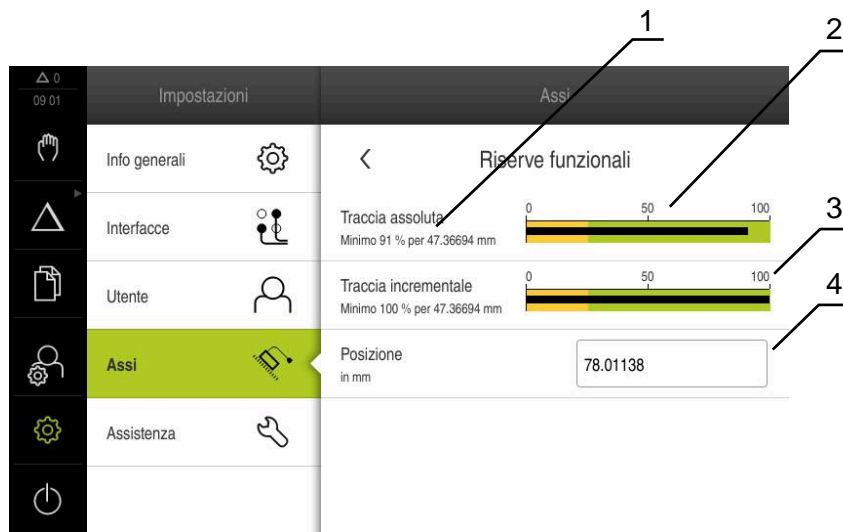 1
2
△ 0
09 01
Impostazioni
Assi
Info generali
Interfacce
Utente
Assi
Assistenza
Riserve funzionali
Traccia assoluta
Minimo 91 % per 47.36694 mm
0 50 100
3
Traccia incrementale
Minimo 100 % per 47.36694 mm
0 50 100
4
Posizione
in mm
78.01138